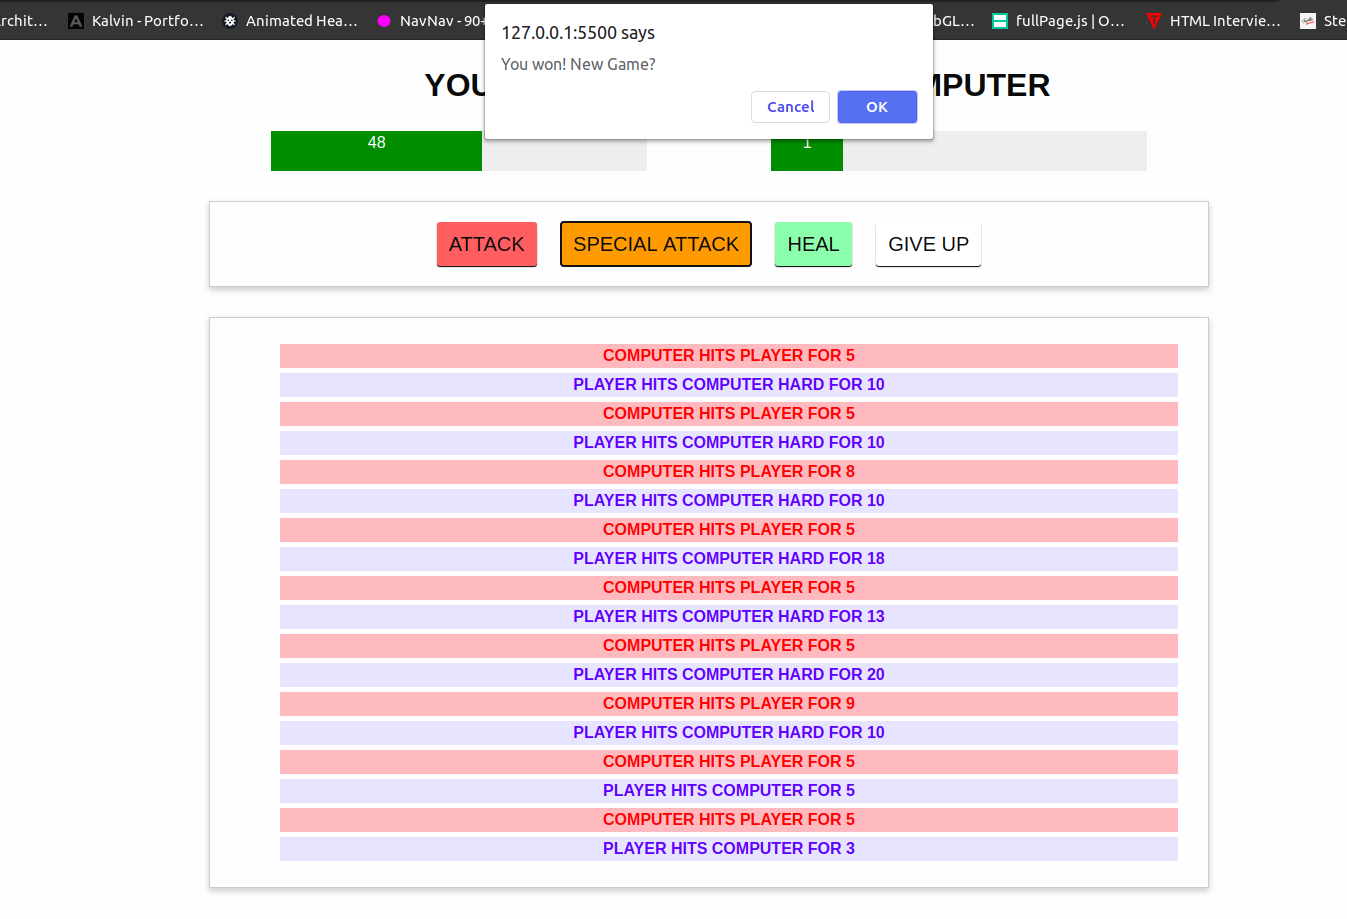 Kalvin - Portfo... Animated Hea... NavNav - 90+ bGL... fullPage.js | O... HTML Intervie... Ste
127.0.0.1:5500 says
You won! New Game?
Cancel OK
YOU MPUTER
48 1
ATTACK SPECIAL ATTACK HEAL GIVE UP
COMPUTER HITS PLAYER FOR 5
PLAYER HITS COMPUTER HARD FOR 10
COMPUTER HITS PLAYER FOR 5
PLAYER HITS COMPUTER HARD FOR 10
COMPUTER HITS PLAYER FOR 8
PLAYER HITS COMPUTER HARD FOR 10
COMPUTER HITS PLAYER FOR 5
PLAYER HITS COMPUTER HARD FOR 18
COMPUTER HITS PLAYER FOR 5
PLAYER HITS COMPUTER HARD FOR 13
COMPUTER HITS PLAYER FOR 5
PLAYER HITS COMPUTER HARD FOR 20
COMPUTER HITS PLAYER FOR 9
PLAYER HITS COMPUTER HARD FOR 10
COMPUTER HITS PLAYER FOR 5
PLAYER HITS COMPUTER FOR 5
COMPUTER HITS PLAYER FOR 5
PLAYER HITS COMPUTER FOR 3